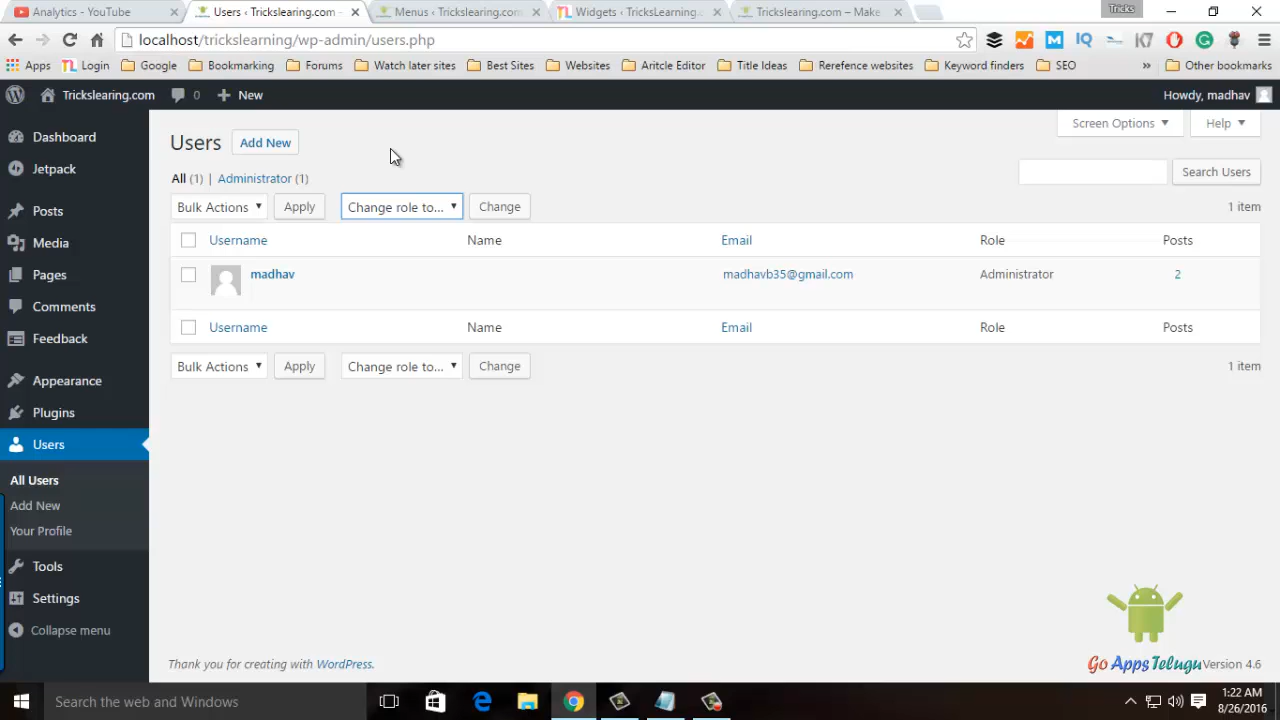 Analytics - YouTube
Users ‹ Trickslearing.com –
Menus ‹ Trickslearing.com
Widgets ‹ TricksLearning.
Trickslearing.com – Make
Tricks
localhost/trickslearning/wp-admin/users.php
Apps
Login
Google
Bookmarking
Forums
Watch later sites
Best Sites
Websites
Aritcle Editor
Title Ideas
Rerefence websites
Keyword finders
SEO
»
Other bookmarks
Trickslearing.com
0
New
Howdy, madhav
Dashboard
Jetpack
Posts
Media
Pages
Comments
Feedback
Appearance
Plugins
Users
All Users
Add New
Your Profile
Tools
Settings
Collapse menu
Screen Options
Help
Users
Add New
All (1) | Administrator (1)
Search Users
Bulk Actions
Apply
Change role to...
Change
1 item
Username
Name
Email
Role
Posts
madhav
madhavb35@gmail.com
Administrator
2
Username
Name
Email
Role
Posts
Bulk Actions
Apply
Change role to...
Change
1 item
Thank you for creating with WordPress.
Go Apps Telugu
Version 4.6
Search the web and Windows
1:22 AM
8/26/2016